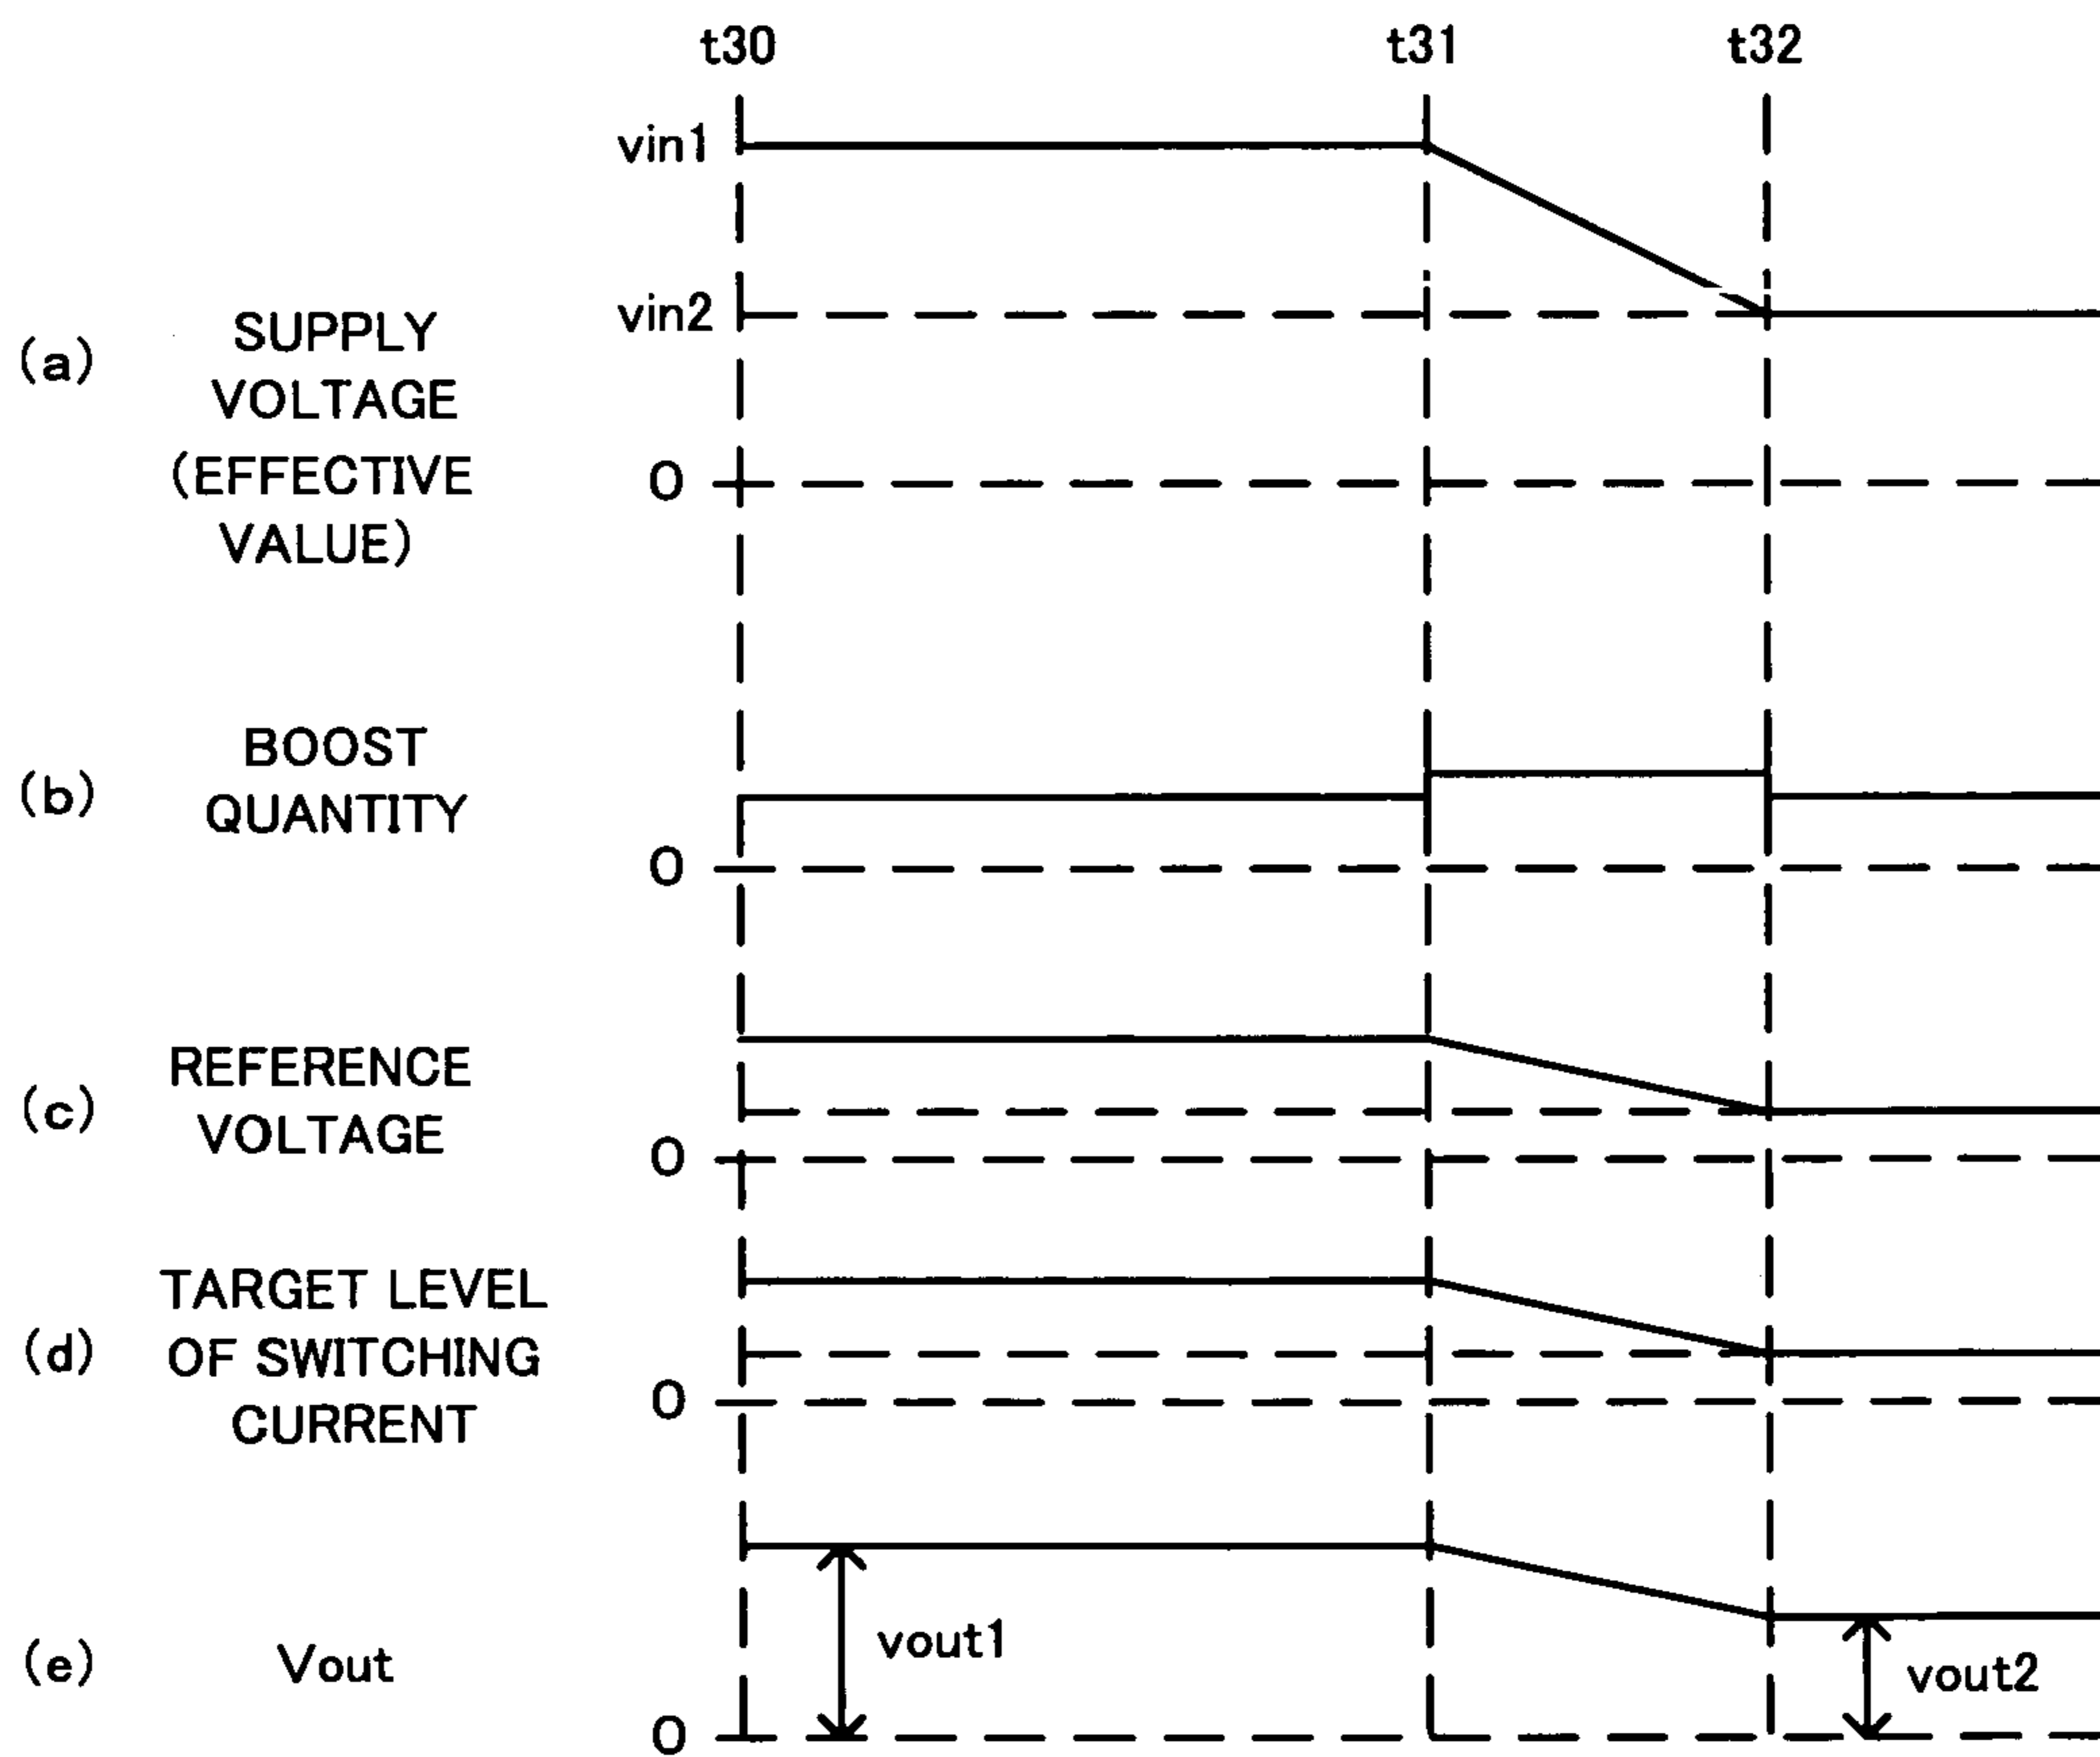 t30 t31 t32
vin1
vin2
(a) SUPPLY
VOLTAGE
(EFFECTIVE
VALUE)
0
(b) BOOST
QUANTITY
0
(c) REFERENCE
VOLTAGE
0
(d) TARGET LEVEL
OF SWITCHING
CURRENT
0
(e) Vout
vout1
vout2
0